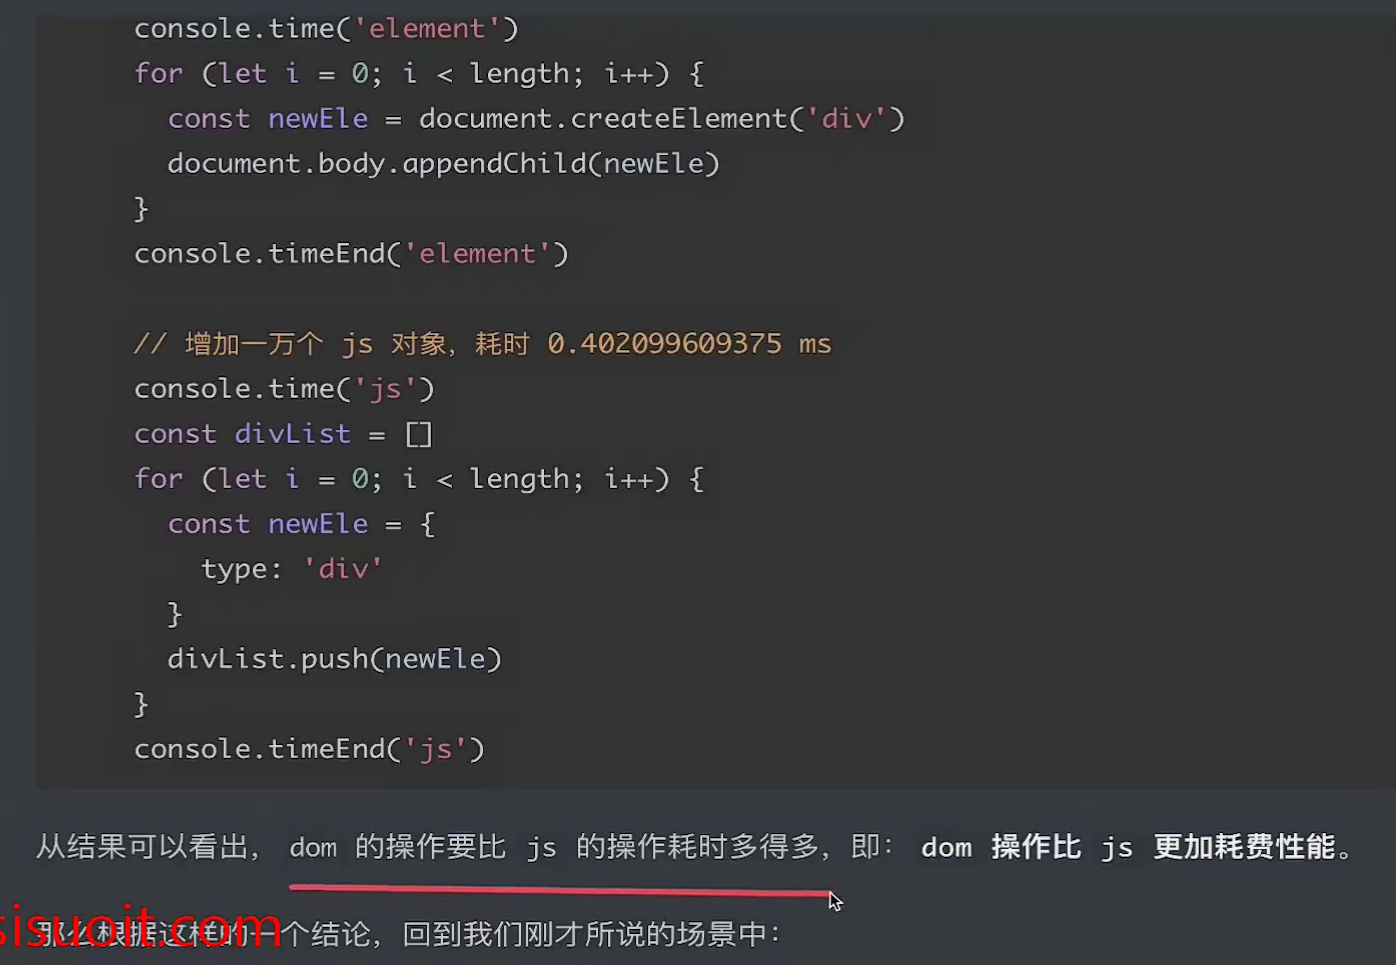 console.time('element')
for (let i = 0; i < length; i++) {
  const newEle = document.createElement('div')
  document.body.appendChild(newEle)
}
console.timeEnd('element')
// 增加一万个 js 对象，耗时 0.402099609375 ms
console.time('js')
const divList = []
for (let i = 0; i < length; i++) {
  const newEle = {
    type: 'div'
  }
  divList.push(newEle)
}
console.timeEnd('js')
从结果可以看出， dom 的操作要比 js 的操作耗时多得多，即： dom 操作比 js 更加耗费性能。
那么根据这样的一个结论，回到我们刚才所说的场景中：
sisuoit.com